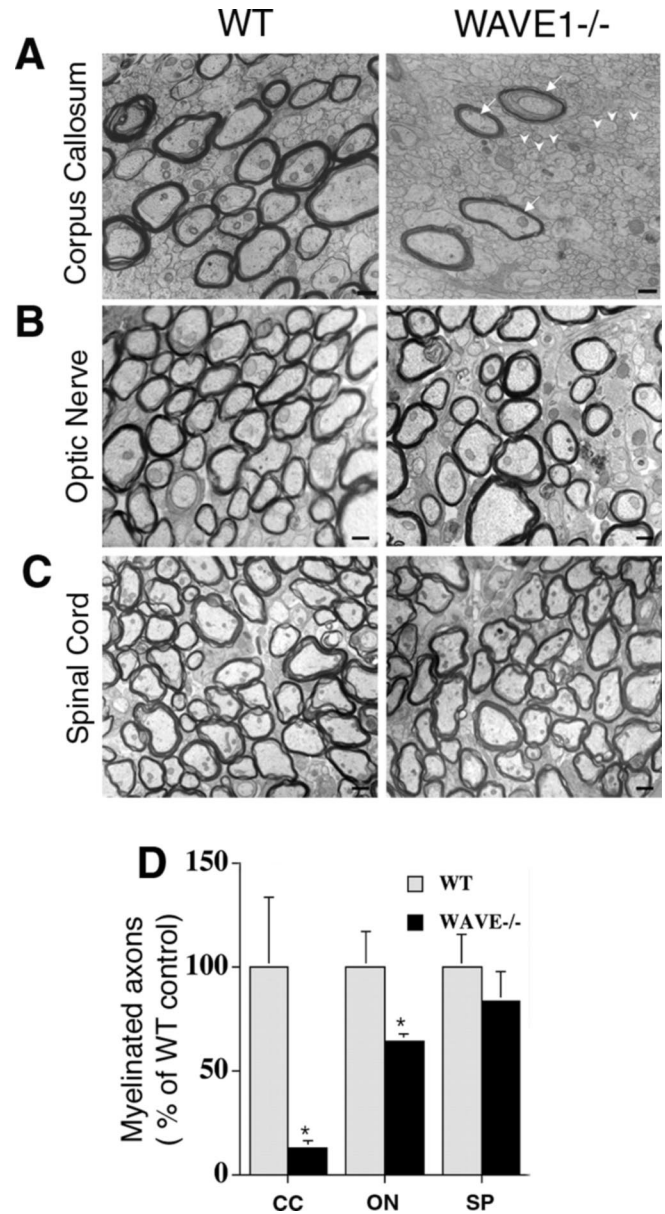 WT WAVE1-/-
A
Corpus Callosum
B
Optic Nerve
C
Spinal Cord
D
Myelinated axons
( % of WT control)
150
100
50
0
WT
WAVE-/-
*
*
CC ON SP